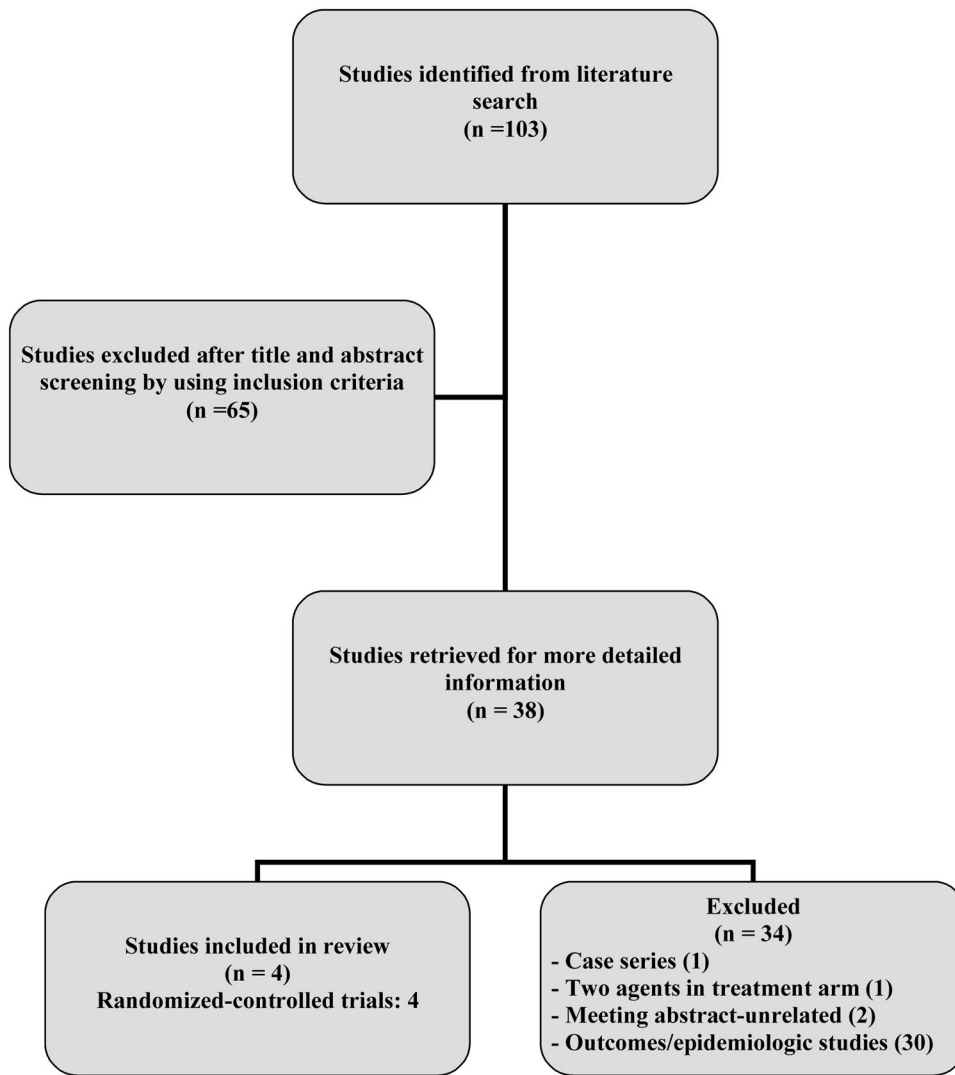 Studies identified from literature
search
(n =103)
Studies excluded after title and abstract
screening by using inclusion criteria
(n =65)
Studies retrieved for more detailed
information
(n = 38)
Studies included in review
(n = 4)
Randomized-controlled trials: 4
Excluded
(n = 34)
- Case series (1)
- Two agents in treatment arm (1)
- Meeting abstract-unrelated (2)
- Outcomes/epidemiologic studies (30)